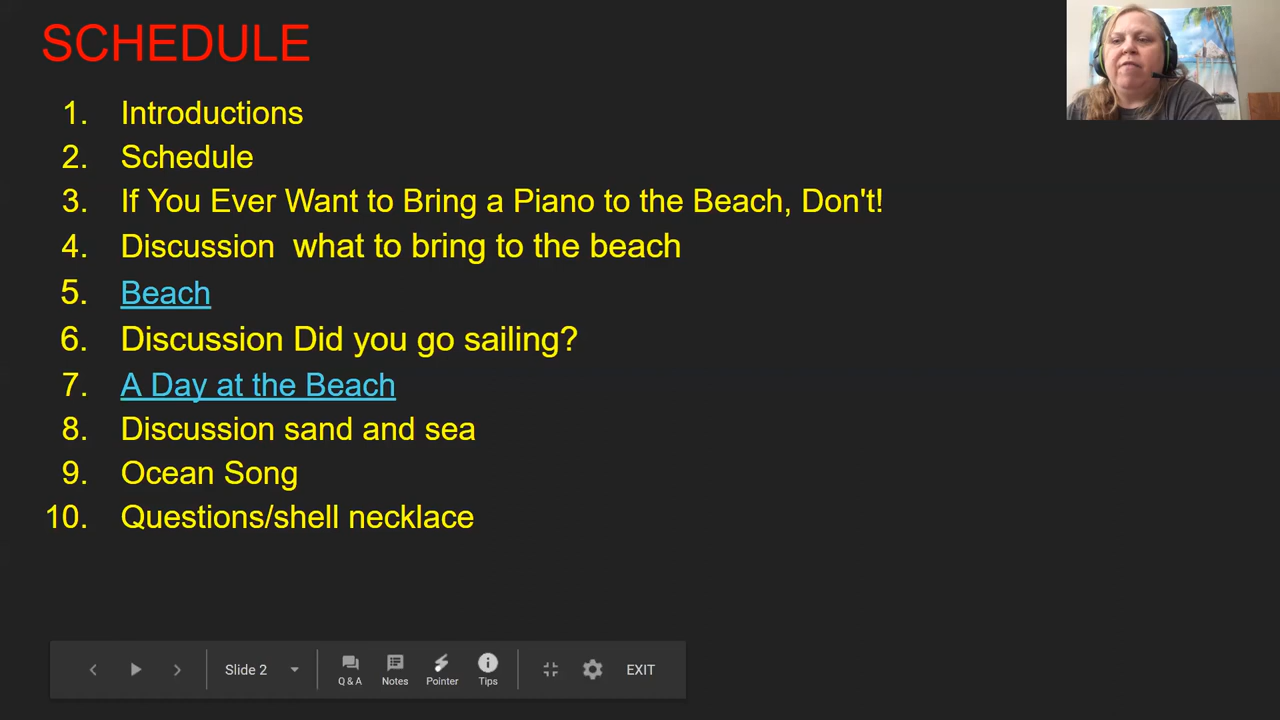 SCHEDULE
1. Introductions
2. Schedule
3. If You Ever Want to Bring a Piano to the Beach, Don't!
4. Discussion  what to bring to the beach
5. Beach
6. Discussion Did you go sailing?
7. A Day at the Beach
8. Discussion sand and sea
9. Ocean Song
10. Questions/shell necklace
Slide 2 Q & A Notes Pointer Tips EXIT